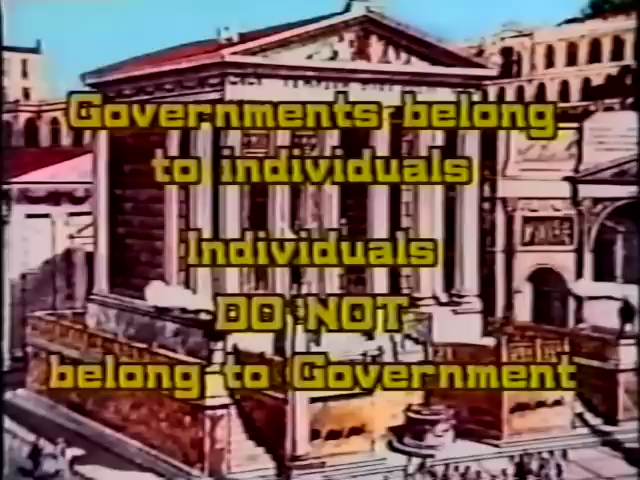 Governments belong
to individuals
Individuals
DO NOT
belong to Government